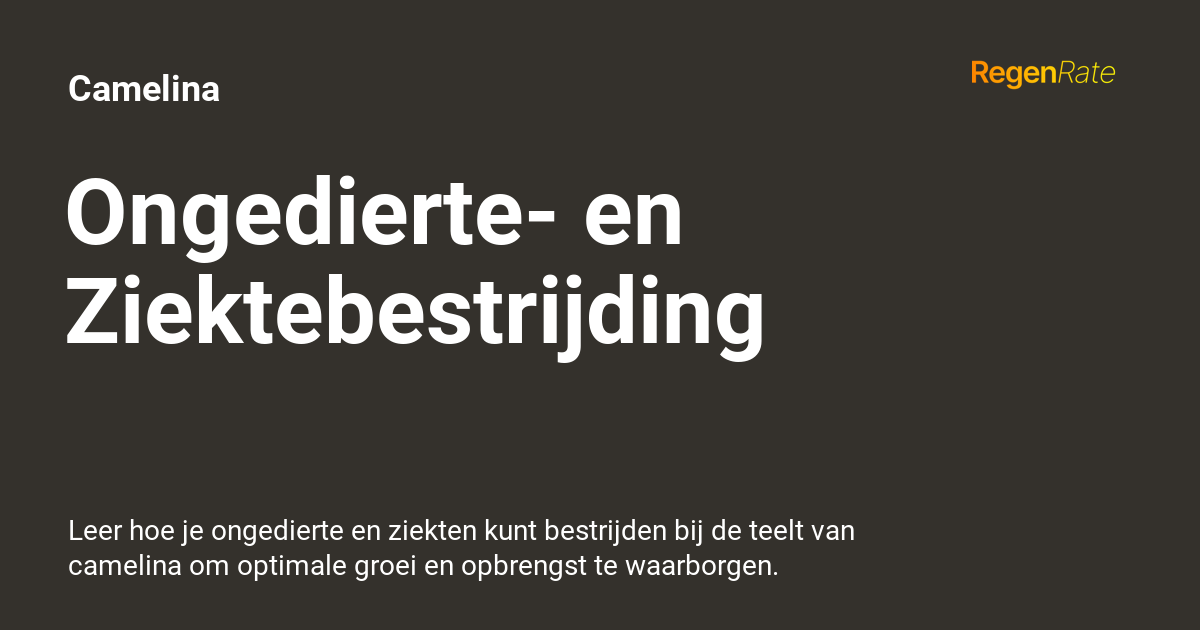 Camelina
RegenRate
Ongedierte- en
Ziektebestrijding
Leer hoe je ongedierte en ziekten kunt bestrijden bij de teelt van
camelina om optimale groei en opbrengst te waarborgen.